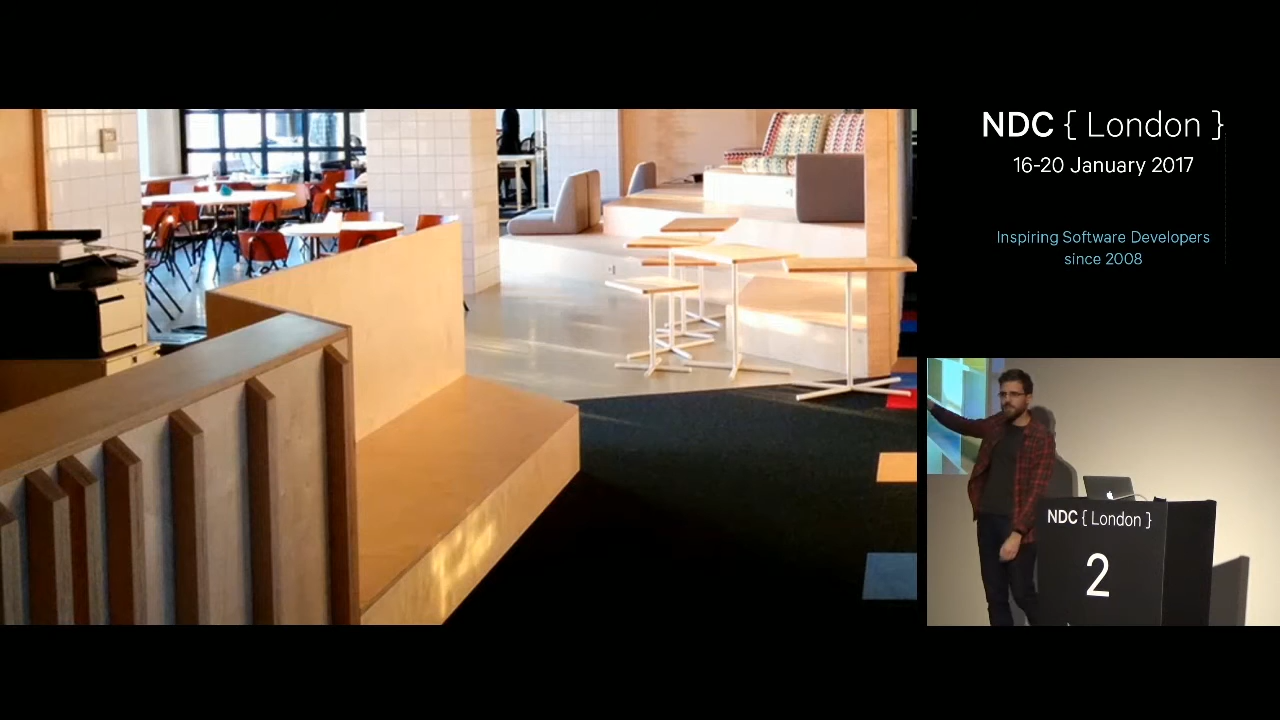 NDC { London }
16-20 January 2017
Inspiring Software Developers
since 2008
NDC { London }
2